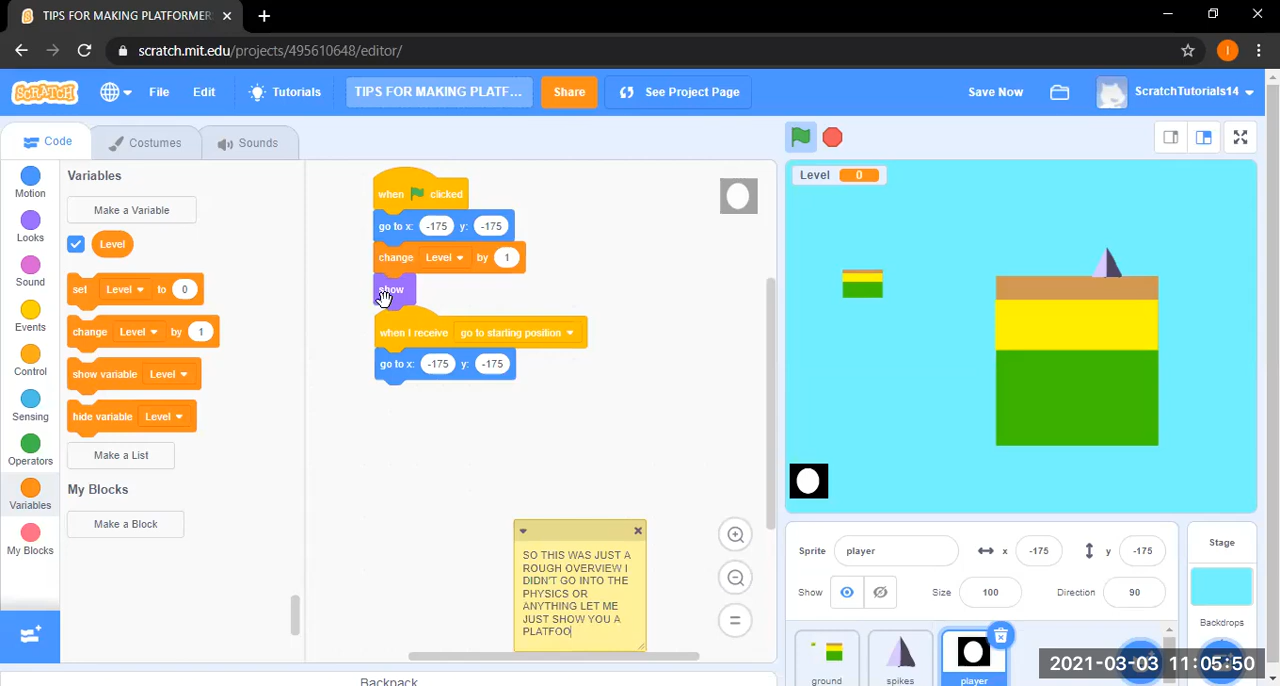 TIPS FOR MAKING PLATFORMER
scratch.mit.edu/projects/495610648/editor/
I
SCRATCH
File
Edit
Tutorials
TIPS FOR MAKING PLATF...
Share
See Project Page
Save Now
ScratchTutorials14
Code
Costumes
Sounds
Motion
Looks
Sound
Events
Control
Sensing
Operators
Variables
My Blocks
Variables
Make a Variable
Level
set Level to 0
change Level by 1
show variable Level
hide variable Level
Make a List
My Blocks
Make a Block
when clicked
go to x: -175 y: -175
change Level by 1
show
when I receive go to starting position
go to x: -175 y: -175
SO THIS WAS JUST A
ROUGH OVERVIEW I
DIDN'T GO INTO THE
PHYSICS OR
ANYTHING LET ME
JUST SHOW YOU A
PLATFOO
Backpack
Level 0
Sprite player x -175 y -175
Show Size 100 Direction 90
ground
spikes
player
Stage
Backdrops
2021-03-03 11:05:50